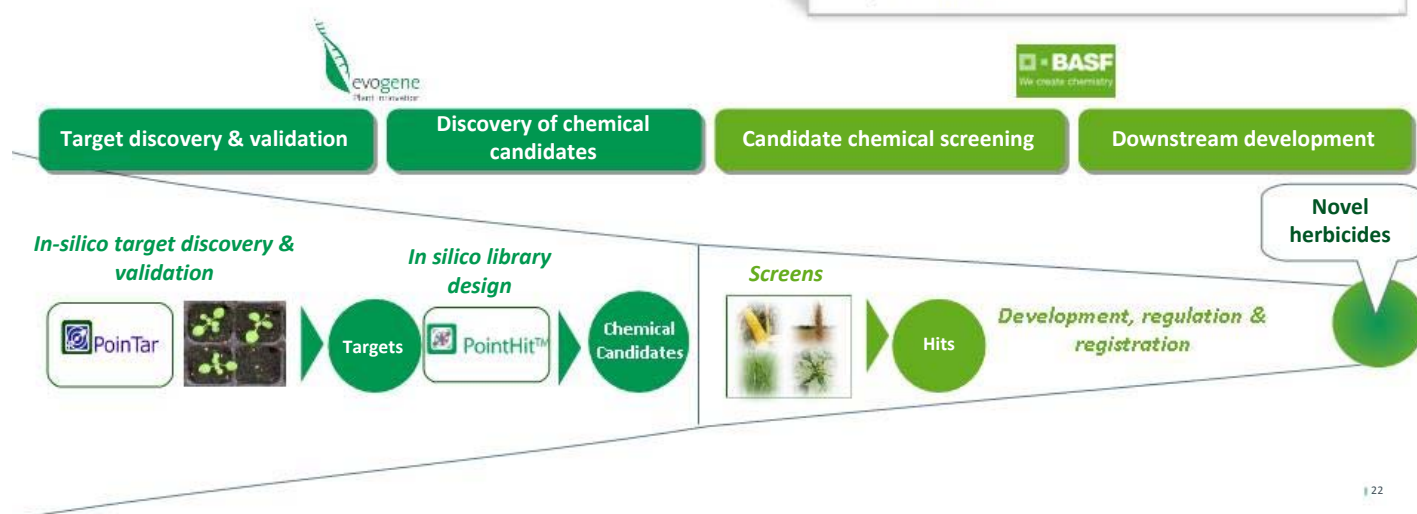 evogene
Plant Innovation
BASF
We create chemistry
Target discovery & validation
Discovery of chemical
candidates
Candidate chemical screening
Downstream development
Novel
herbicides
In-silico target discovery &
validation
In silico library
design
Screens
PoinTar
Targets
PointHit™
Chemical
Candidates
Hits
Development, regulation &
registration
22